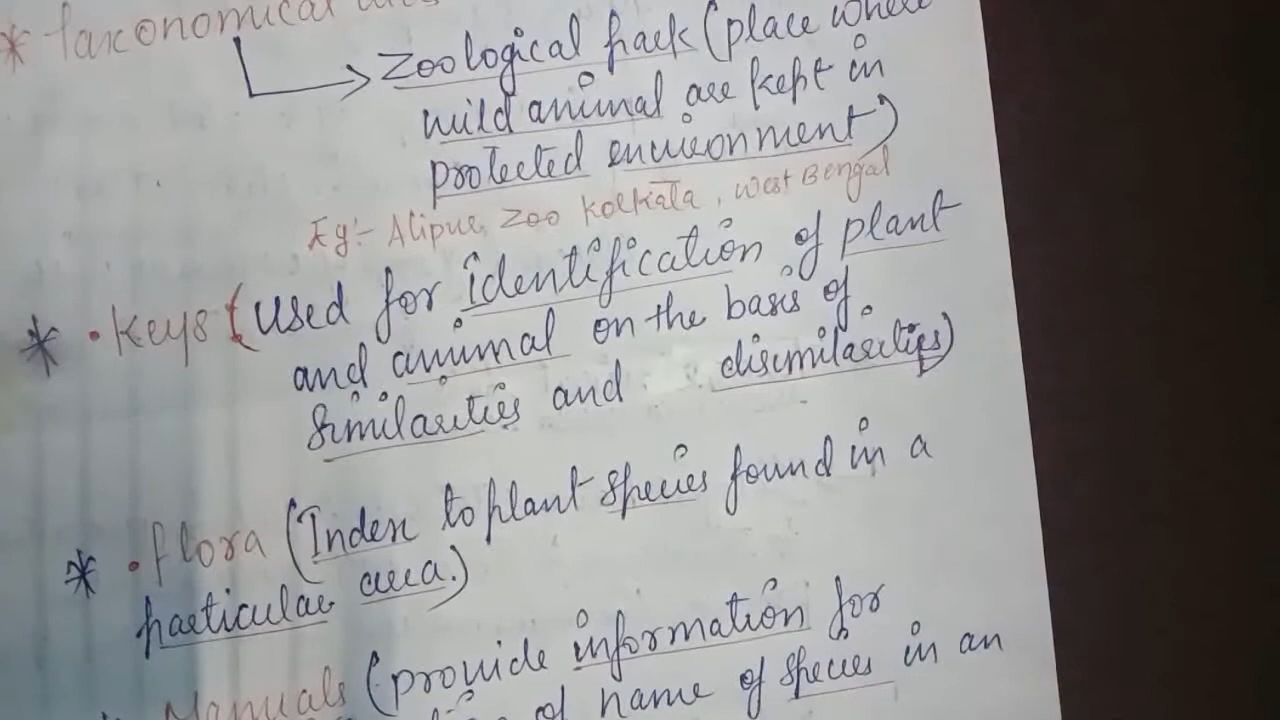 * Taxonomical
Zoological park (place where
wild animal are kept in
protected environment)
Eg:- Alipur, Zoo Kolkata, West Bengal
* • Keys (used for identification of plant
and animal on the basis of
similarities and disimilarities)
* • flora (Index to plant species found in a
particular area.)
Manuals (provide information for
of name of species in an